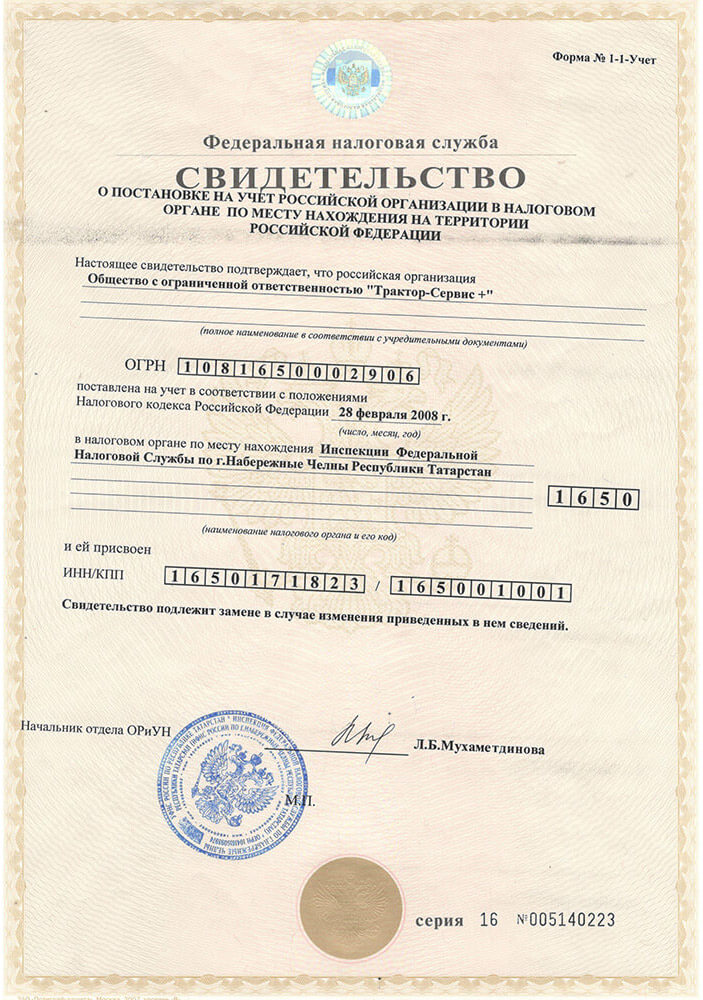 Форма № 1-1-Учет
Федеральная налоговая служба
СВИДЕТЕЛЬСТВО
О ПОСТАНОВКЕ НА УЧЕТ РОССИЙСКОЙ ОРГАНИЗАЦИИ В НАЛОГОВОМ
ОРГАНЕ ПО МЕСТУ НАХОЖДЕНИЯ НА ТЕРРИТОРИИ
РОССИЙСКОЙ ФЕДЕРАЦИИ
Настоящее свидетельство подтверждает, что российская организация
Общество с ограниченной ответственностью "Трактор-Сервис +"
(полное наименование в соответствии с учредительными документами)
ОГРН 1081650002906
поставлена на учет в соответствии с положениями
Налогового кодекса Российской Федерации 28 февраля 2008 г.
(число, месяц, год)
в налоговом органе по месту нахождения Инспекции Федеральной
Налоговой Службы по г.Набережные Челны Республики Татарстан
1650
(наименование налогового органа и его код)
и ей присвоен
ИНН/КПП 1650171823 / 165001001
Свидетельство подлежит замене в случае изменения приведенных в нем сведений.
Начальник отдела ОРиУН
Л.Б.Мухаметдинова
М.П.
серия 16 №005140223